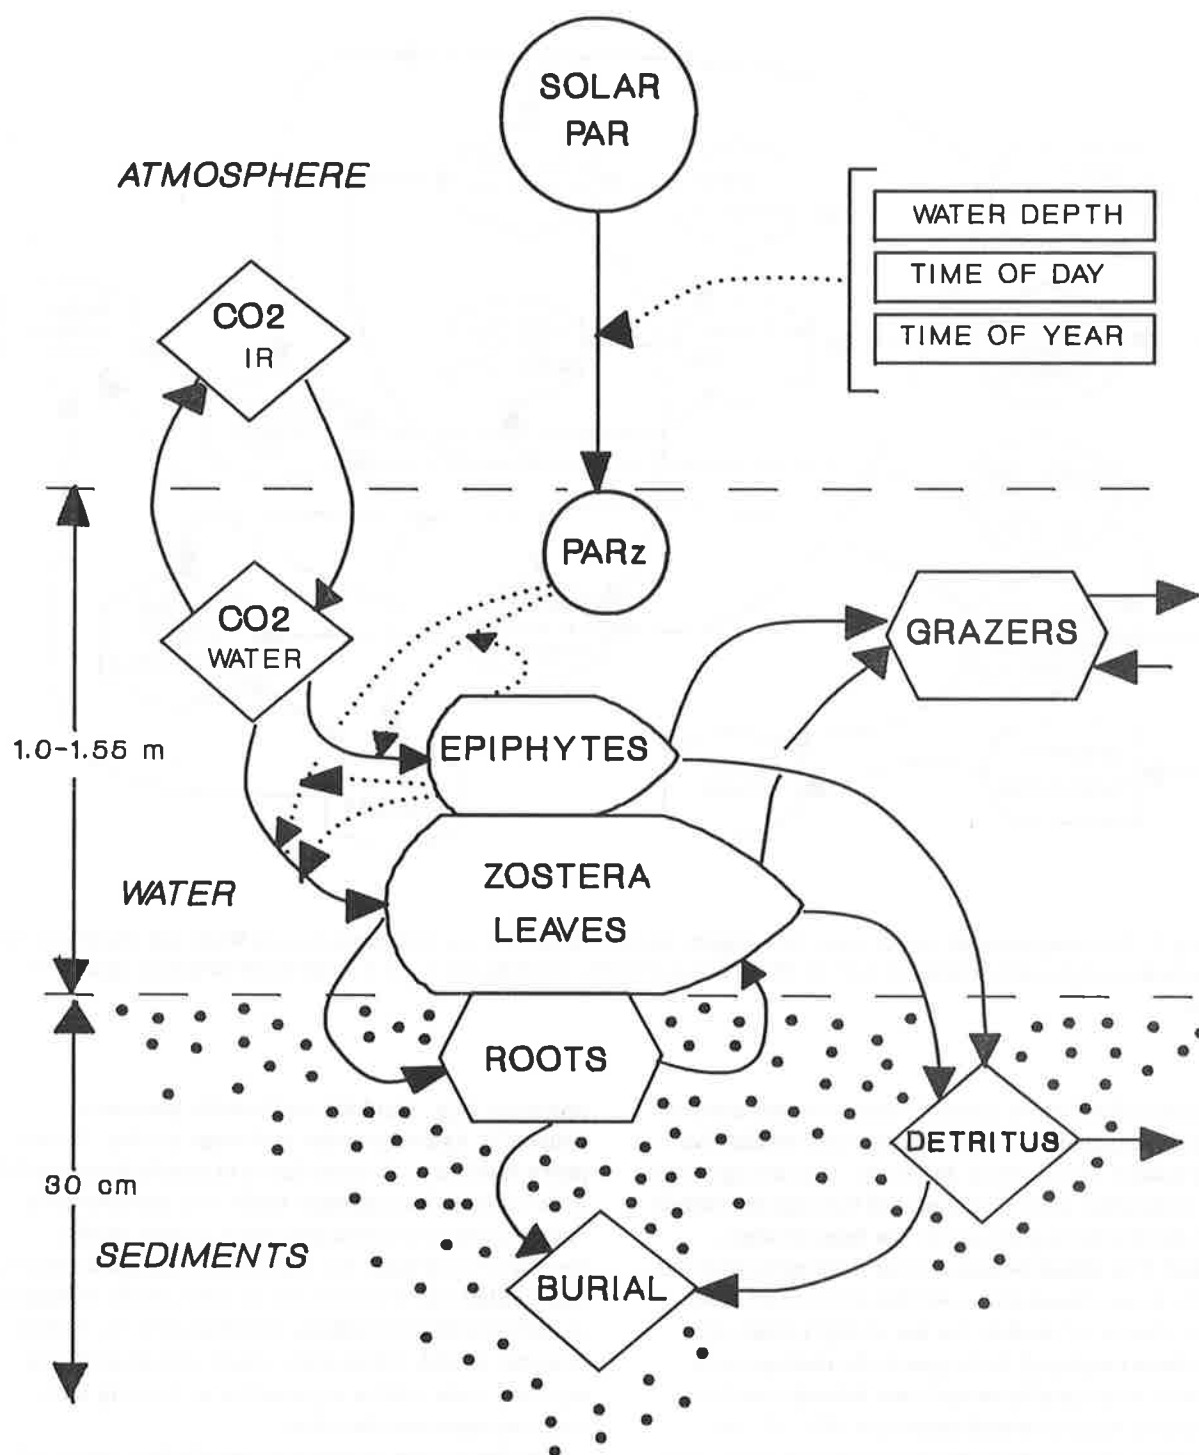 SOLAR
PAR
ATMOSPHERE
WATER DEPTH
TIME OF DAY
TIME OF YEAR
CO2
IR
PARz
CO2
WATER
GRAZERS
1.0-1.55 m
EPIPHYTES
ZOSTERA
LEAVES
WATER
ROOTS
DETRITUS
30 cm
SEDIMENTS
BURIAL